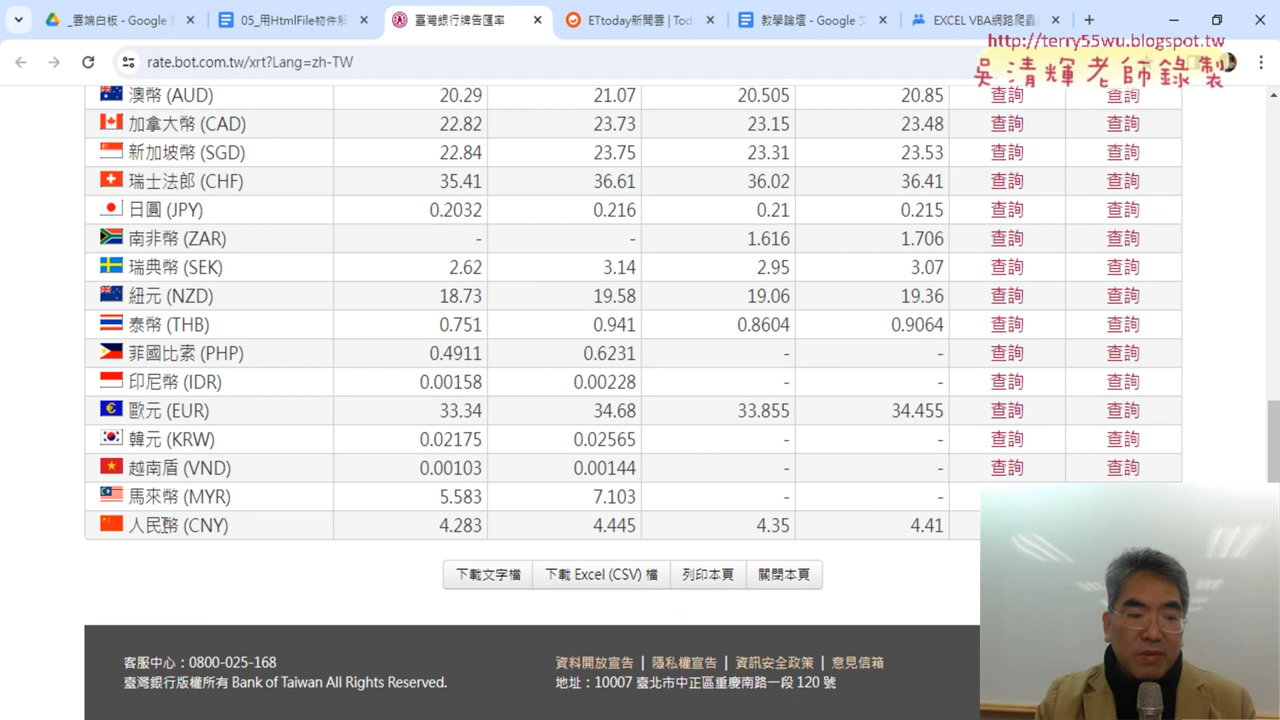 _雲端白板 - Google
05_用HtmlFile物件解
臺灣銀行牌告匯率
ETtoday新聞雲 | Tod
教學論壇 - Google 文
EXCEL VBA網路爬蟲
http://terry55wu.blogspot.tw
rate.bot.com.tw/xrt?Lang=zh-TW
吳清輝老師錄製
澳幣 (AUD) 20.29 21.07 20.505 20.85 查詢 查詢
加拿大幣 (CAD) 22.82 23.73 23.15 23.48 查詢 查詢
新加坡幣 (SGD) 22.84 23.75 23.31 23.53 查詢 查詢
瑞士法郎 (CHF) 35.41 36.61 36.02 36.41 查詢 查詢
日圓 (JPY) 0.2032 0.216 0.21 0.215 查詢 查詢
南非幣 (ZAR) - - 1.616 1.706 查詢 查詢
瑞典幣 (SEK) 2.62 3.14 2.95 3.07 查詢 查詢
紐元 (NZD) 18.73 19.58 19.06 19.36 查詢 查詢
泰幣 (THB) 0.751 0.941 0.8604 0.9064 查詢 查詢
菲國比索 (PHP) 0.4911 0.6231 - - 查詢 查詢
印尼幣 (IDR) 0.00158 0.00228 - - 查詢 查詢
歐元 (EUR) 33.34 34.68 33.855 34.455 查詢 查詢
韓元 (KRW) 0.02175 0.02565 - - 查詢 查詢
越南盾 (VND) 0.00103 0.00144 - - 查詢 查詢
馬來幣 (MYR) 5.583 7.103 - -
人民幣 (CNY) 4.283 4.445 4.35 4.41
下載文字檔 下載 Excel (CSV) 檔 列印本頁 關閉本頁
客服中心：0800-025-168
臺灣銀行版權所有 Bank of Taiwan All Rights Reserved.
資料開放宣告 | 隱私權宣告 | 資訊安全政策 | 意見信箱
地址：10007 臺北市中正區重慶南路一段 120 號